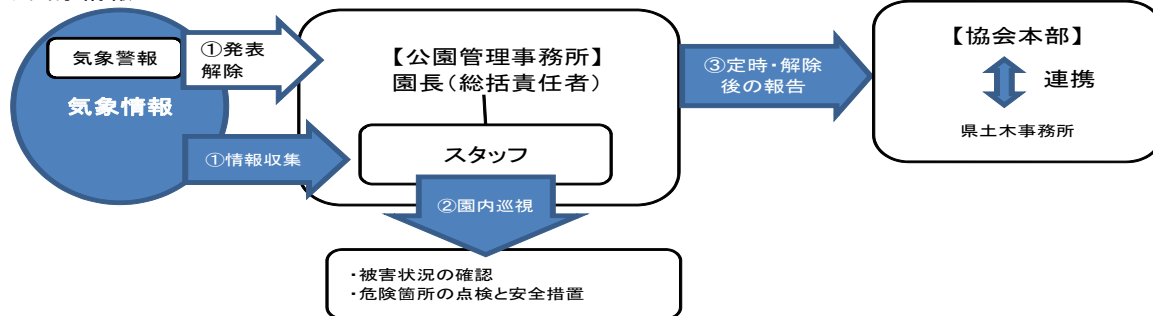 気象警報
気象情報
①発表
解除
①情報収集
【公園管理事務所】
園長(総括責任者)
スタッフ
②園内巡視
・被害状況の確認
・危険箇所の点検と安全措置
③定時・解除
後の報告
【協会本部】
連携
県土木事務所